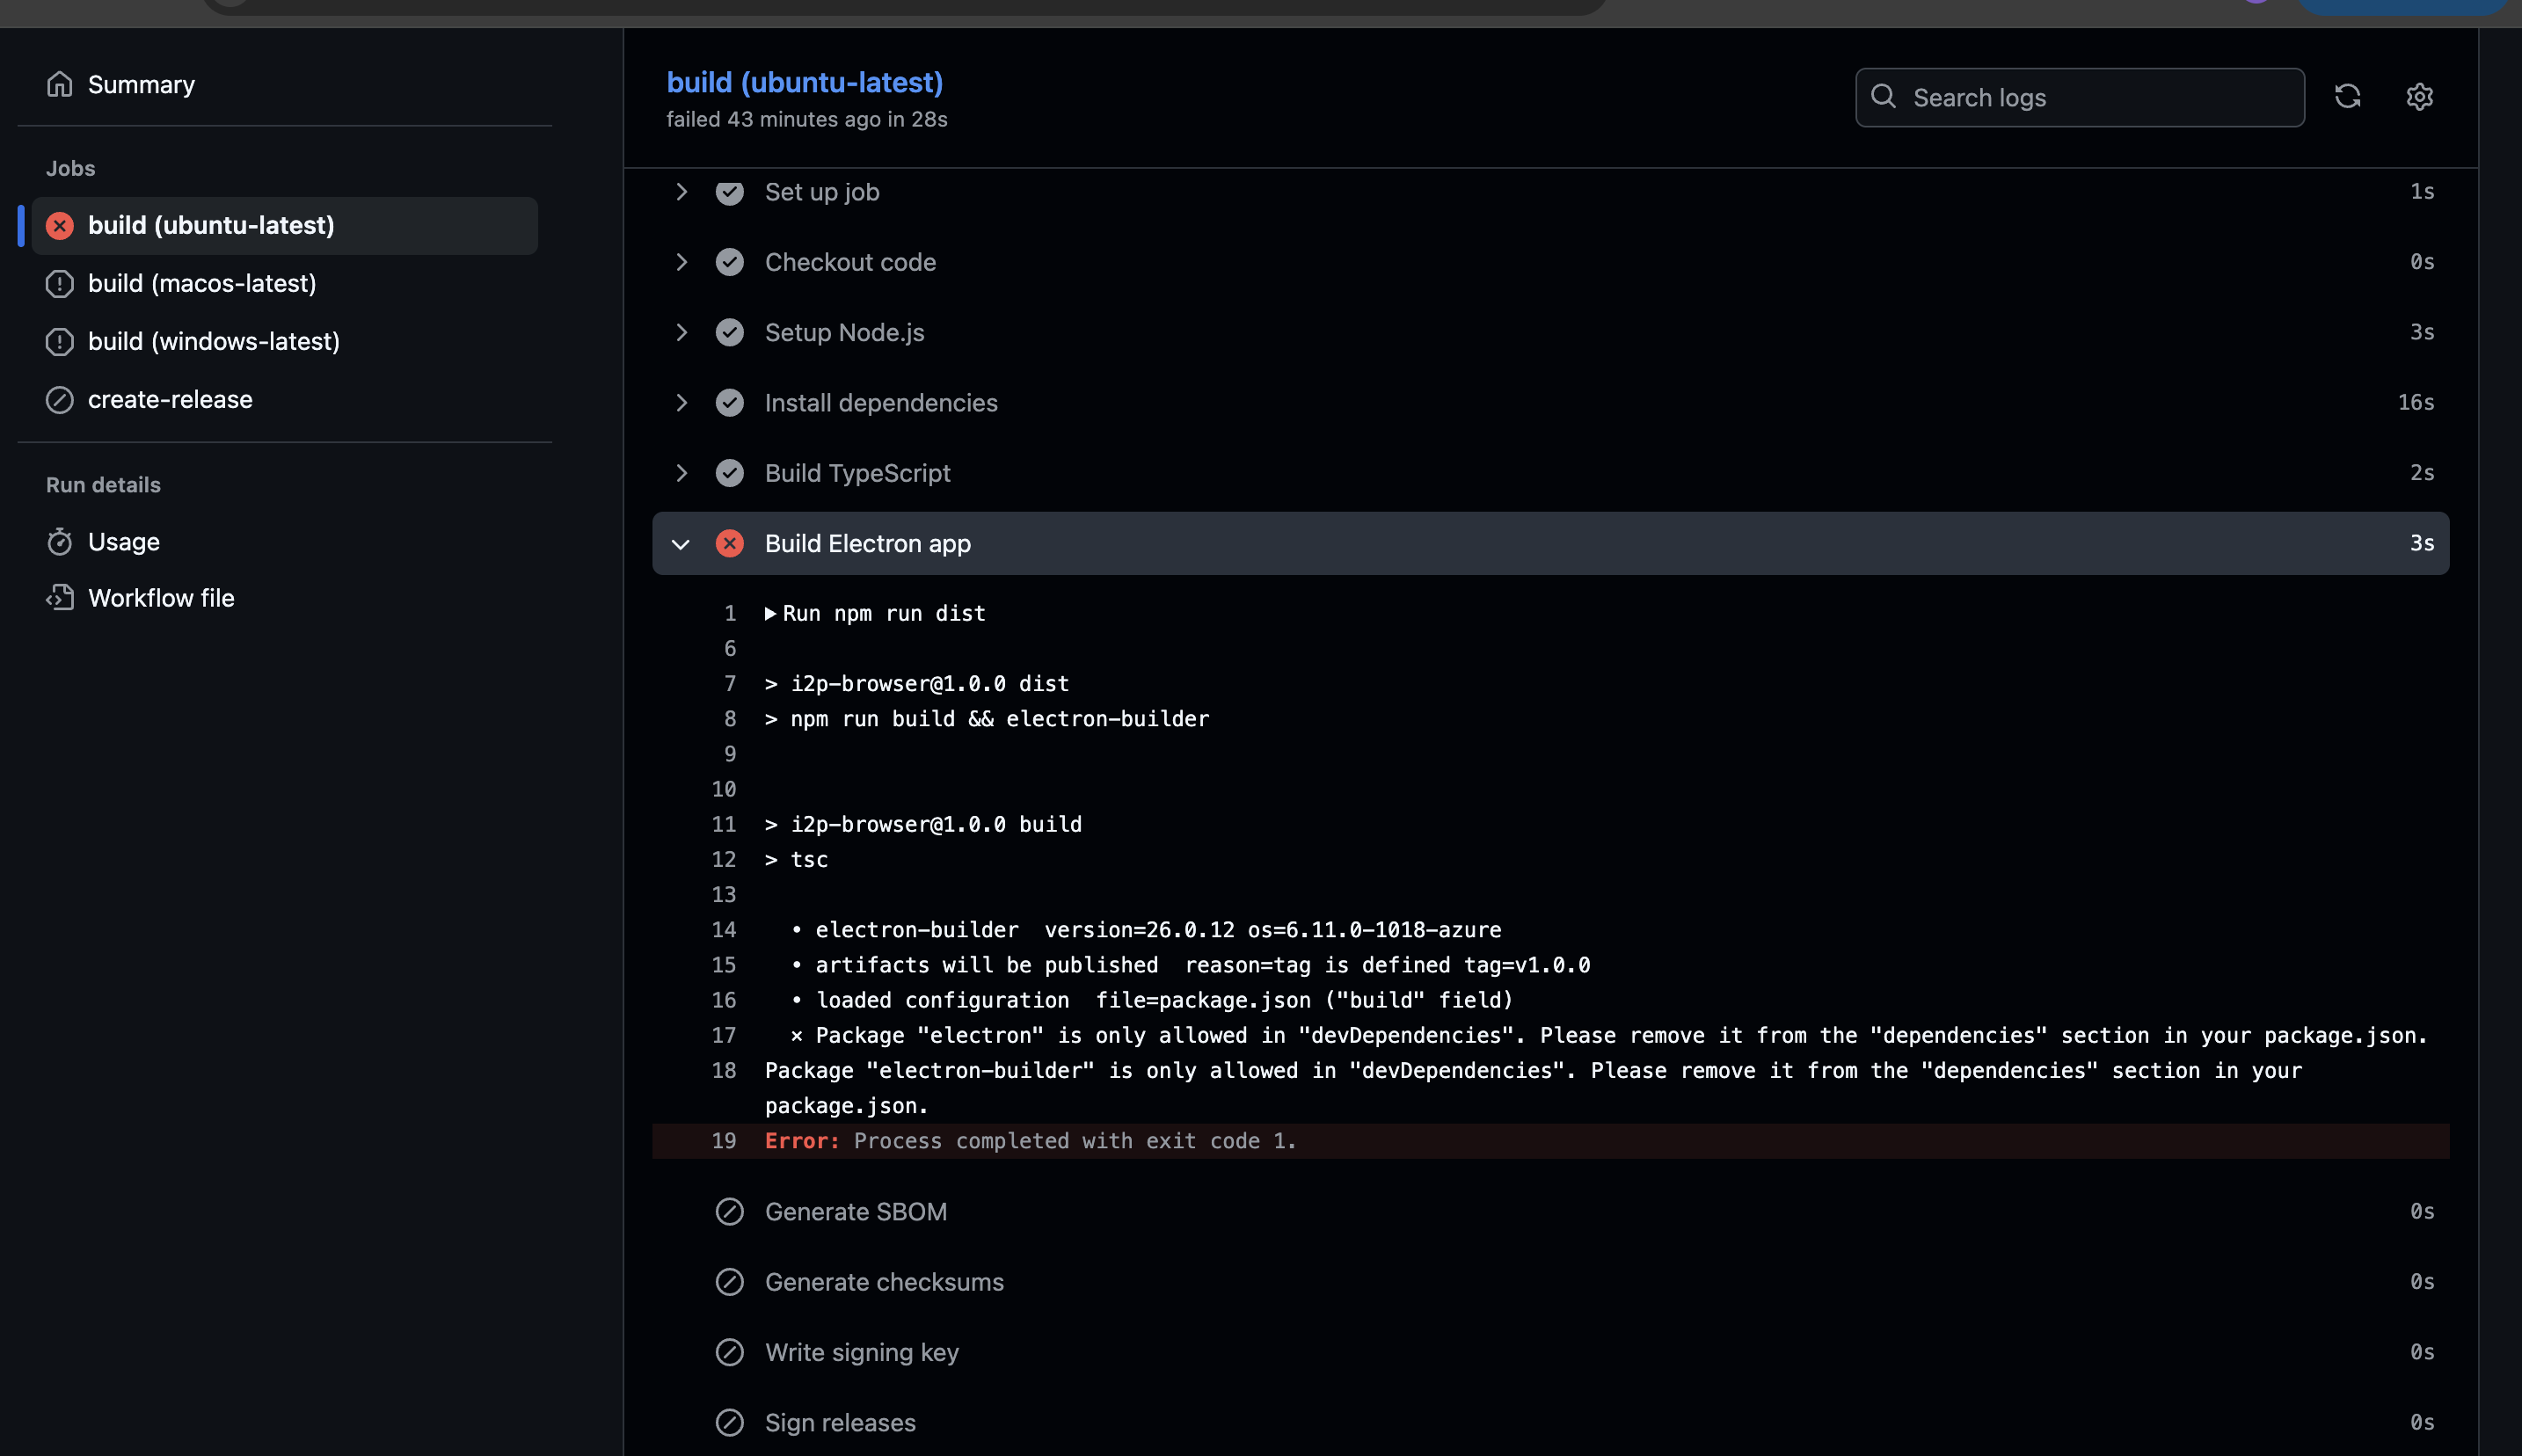 Summary
Jobs
build (ubuntu-latest)
build (macos-latest)
build (windows-latest)
create-release
Run details
Usage
Workflow file
build (ubuntu-latest)
failed 43 minutes ago in 28s
Search logs
Set up job 1s
Checkout code 0s
Setup Node.js 3s
Install dependencies 16s
Build TypeScript 2s
Build Electron app 3s
1 Run npm run dist
6
7 > i2p-browser@1.0.0 dist
8 > npm run build && electron-builder
9
10
11 > i2p-browser@1.0.0 build
12 > tsc
13
14 • electron-builder  version=26.0.12 os=6.11.0-1018-azure
15 • artifacts will be published  reason=tag is defined tag=v1.0.0
16 • loaded configuration  file=package.json ("build" field)
17 ⨯ Package "electron" is only allowed in "devDependencies". Please remove it from the "dependencies" section in your package.json.
18 Package "electron-builder" is only allowed in "devDependencies". Please remove it from the "dependencies" section in your
package.json.
19 Error: Process completed with exit code 1.
Generate SBOM 0s
Generate checksums 0s
Write signing key 0s
Sign releases 0s